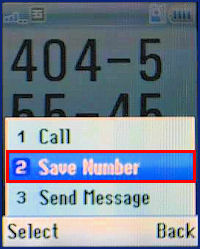 404-5
55-45
1 Call
2 Save Number
3 Send Message
Select Back